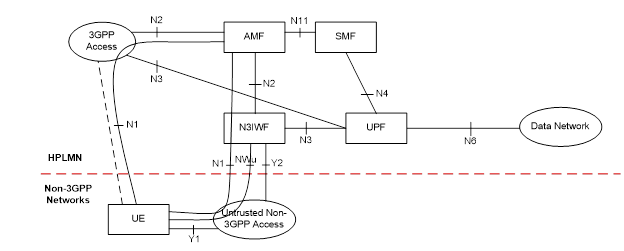 N2
N11
3GPP
Access
AMF
SMF
N3
N2
N4
N1
N3IWF
N3
UPF
N6
Data Network
HPLMN
N1
NWu
Y2
Non-3GPP
Networks
UE
Untrusted Non-
3GPP Access
Y1